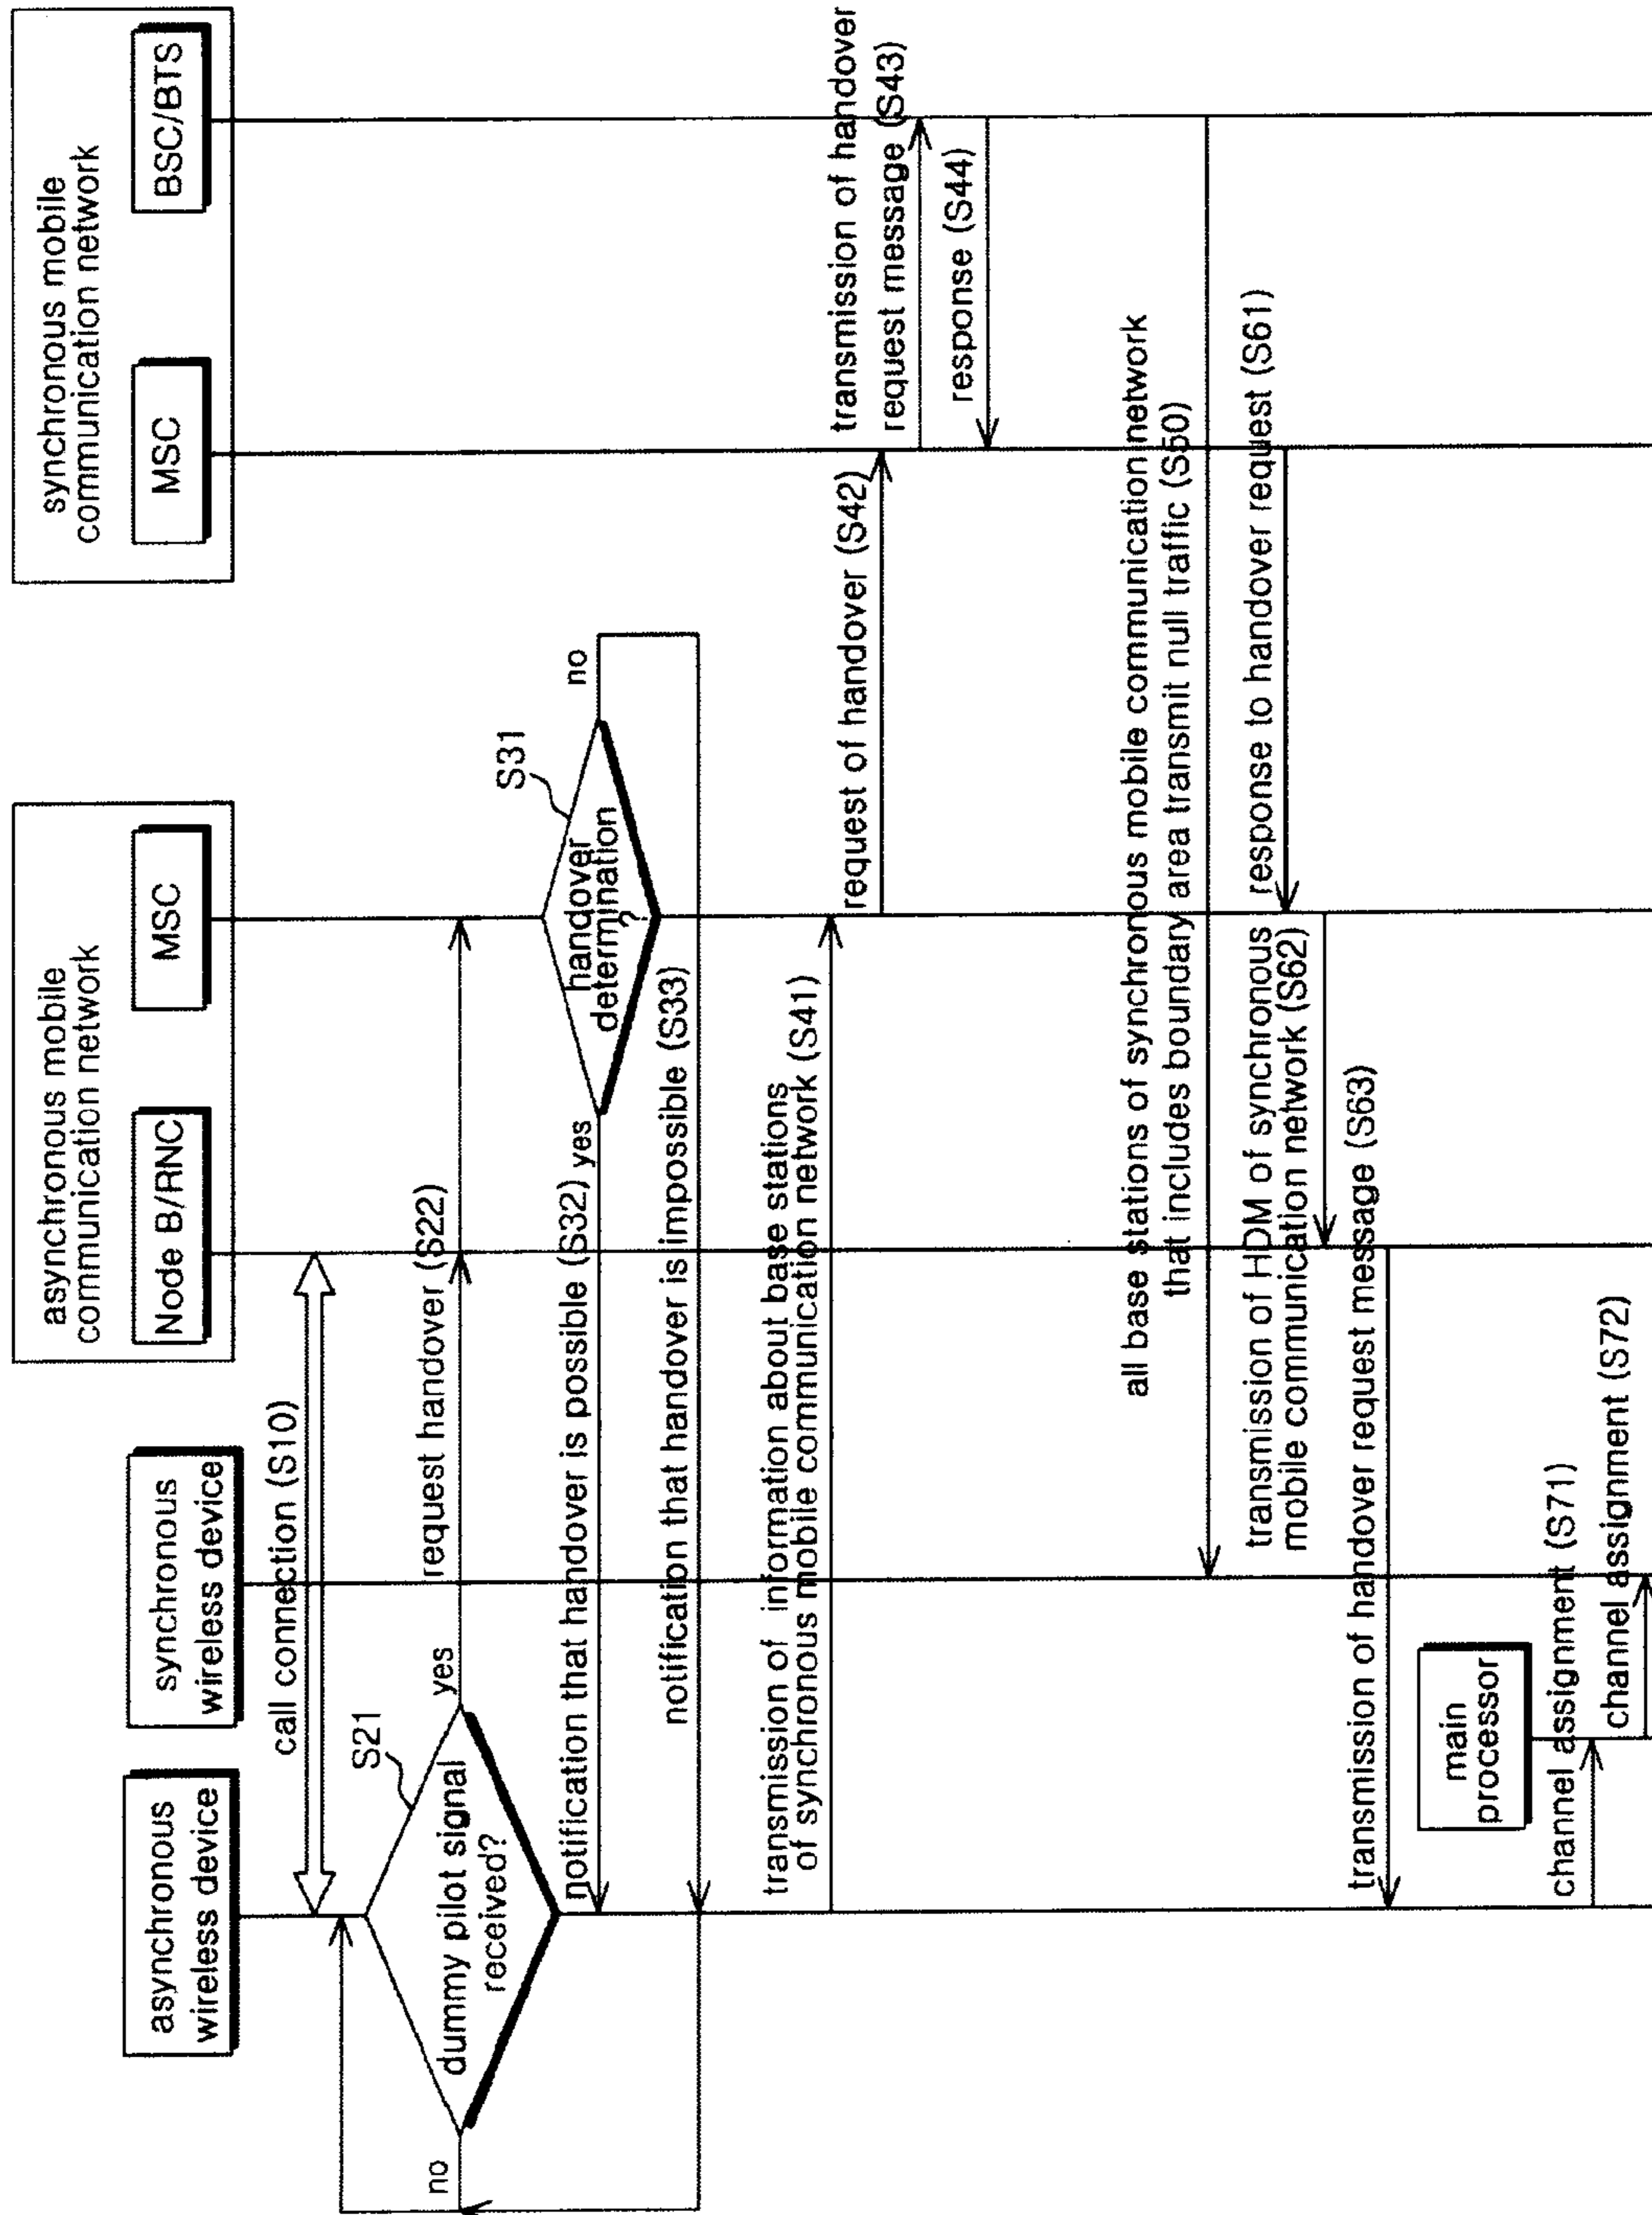 asynchronous mobile
communication network
synchronous mobile
communication network
asynchronous
wireless device
synchronous
wireless device
Node B/RNC
MSC
MSC
BSC/BTS
call connection (S10)
S21
dummy pilot signal
received?
no
yes
request handover (S22)
S31
handover
determination
?
no
notification that handover is possible (S32) yes
notification that handover is impossible (S33)
transmission of information about base stations
of synchronous mobile communication network (S41)
request of handover (S42)
transmission of handover
request message (S43)
response (S44)
all base stations of synchronous mobile communication network
that includes boundary area transmit null traffic (S50)
response to handover request (S61)
transmission of HDM of synchronous
mobile communication network (S62)
transmission of handover request message (S63)
main
processor
channel assignment (S71)
channel assignment (S72)